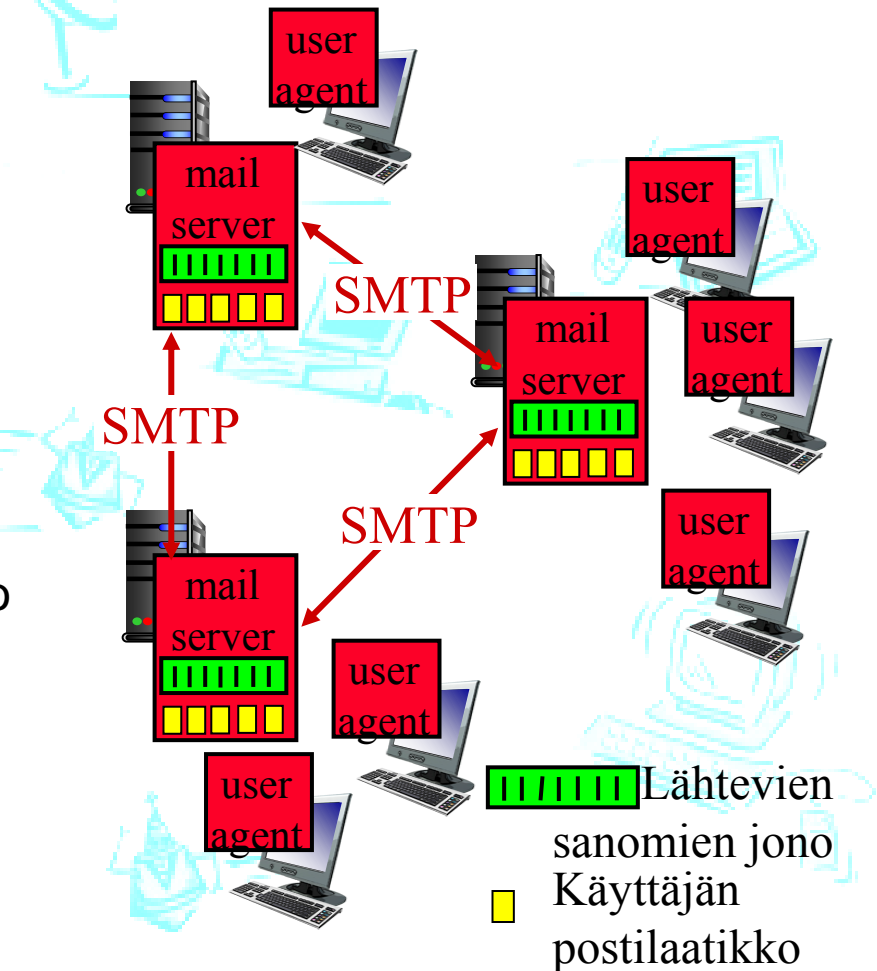 user
agent
mail
server
user
agent
SMTP
mail
server
user
agent
SMTP
SMTP
user
agent
mail
server
user
agent
user
agent
Lähtevien
sanomien jono
Käyttäjän
postilaatikko